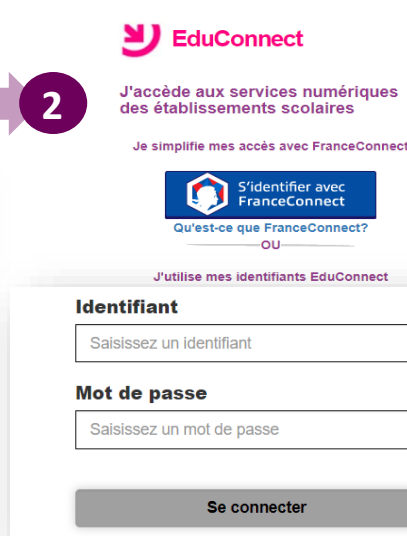 EduConnect
2
J'accède aux services numériques
des établissements scolaires
Je simplifie mes accès avec FranceConnect
S'identifier avec
FranceConnect
Qu'est-ce que FranceConnect?
OU
J'utilise mes identifiants EduConnect
Identifiant
Saisissez un identifiant
Mot de passe
Saisissez un mot de passe
Se connecter